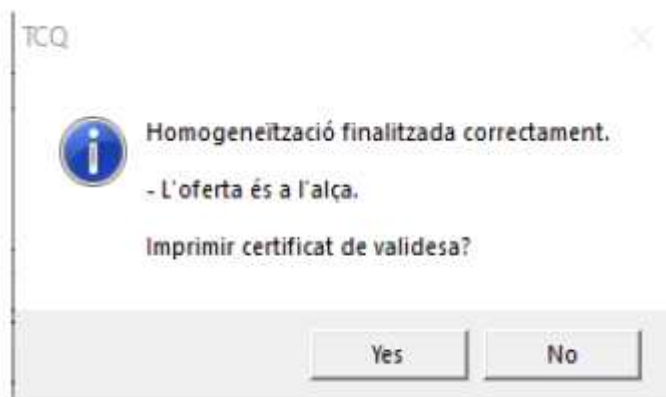 TCQ
Homogeneïtzació finalitzada correctament.
- L'oferta és a l'alça.
Imprimir certificat de validesa?
Yes
No